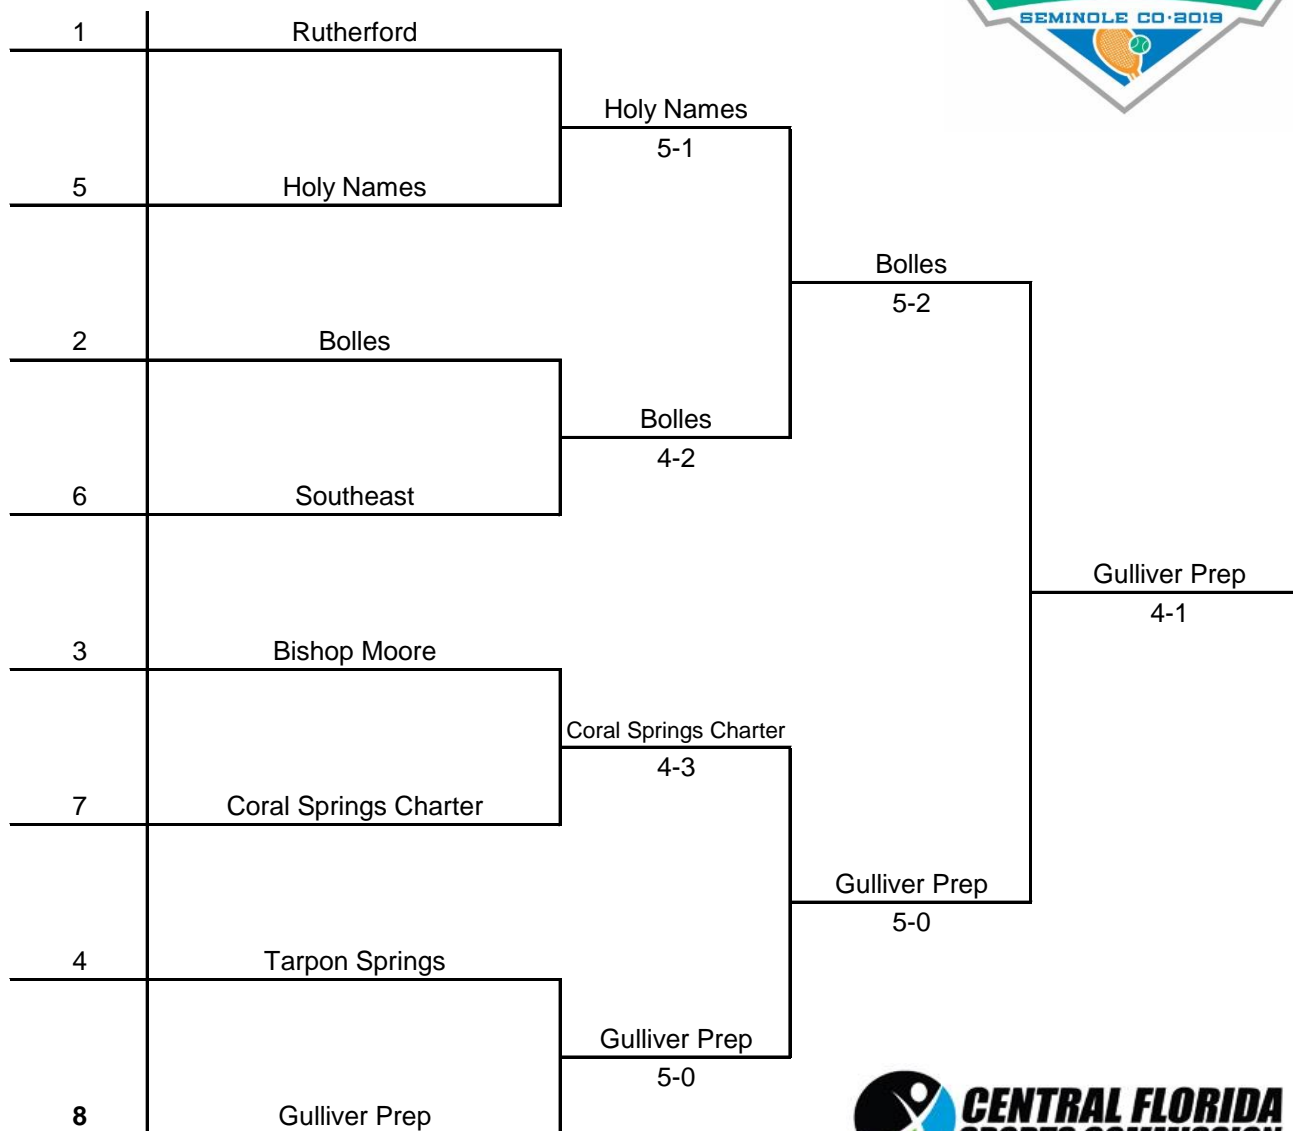 SEMINOLE CO·2019
1 Rutherford
Holy Names
5-1
5 Holy Names
Bolles
5-2
2 Bolles
Bolles
4-2
6 Southeast
Gulliver Prep
4-1
3 Bishop Moore
Coral Springs Charter
4-3
7 Coral Springs Charter
Gulliver Prep
5-0
4 Tarpon Springs
Gulliver Prep
5-0
8 Gulliver Prep
CENTRAL FLORIDA
SPORTS COMMISSION